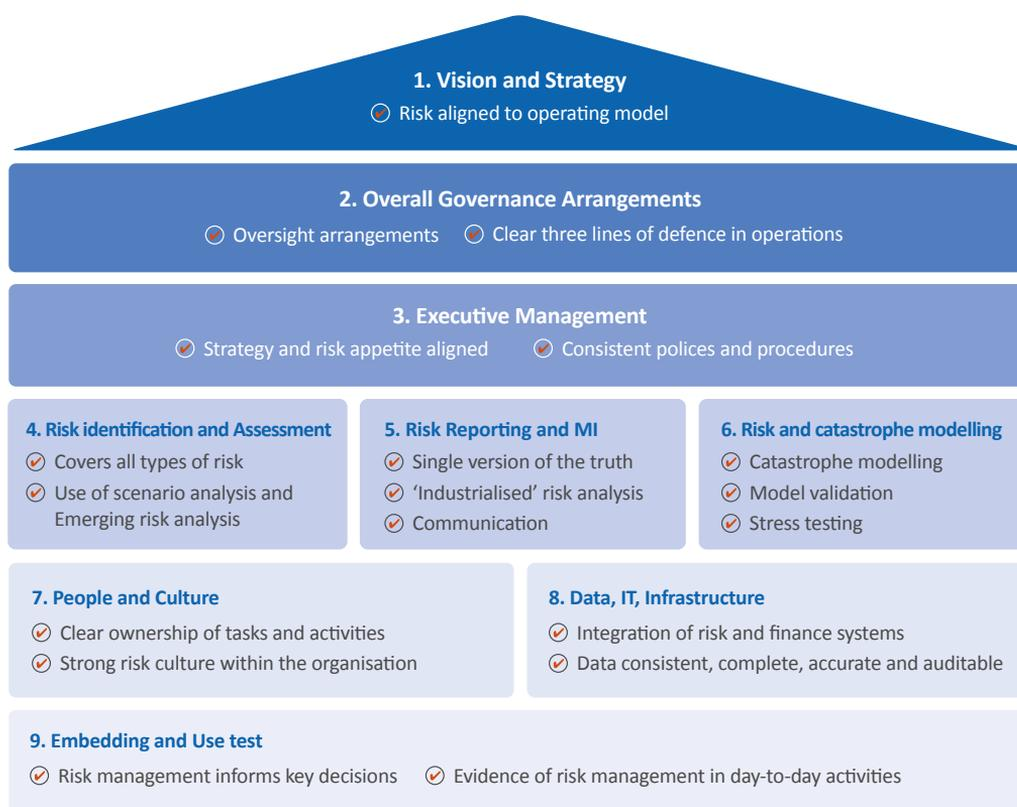 1. Vision and Strategy
Risk aligned to operating model
2. Overall Governance Arrangements
Oversight arrangements Clear three lines of defence in operations
3. Executive Management
Strategy and risk appetite aligned Consistent polices and procedures
4. Risk identification and Assessment
Covers all types of risk
Use of scenario analysis and
Emerging risk analysis
5. Risk Reporting and MI
Single version of the truth
‘Industrialised’ risk analysis
Communication
6. Risk and catastrophe modelling
Catastrophe modelling
Model validation
Stress testing
7. People and Culture
Clear ownership of tasks and activities
Strong risk culture within the organisation
8. Data, IT, Infrastructure
Integration of risk and finance systems
Data consistent, complete, accurate and auditable
9. Embedding and Use test
Risk management informs key decisions Evidence of risk management in day-to-day activities